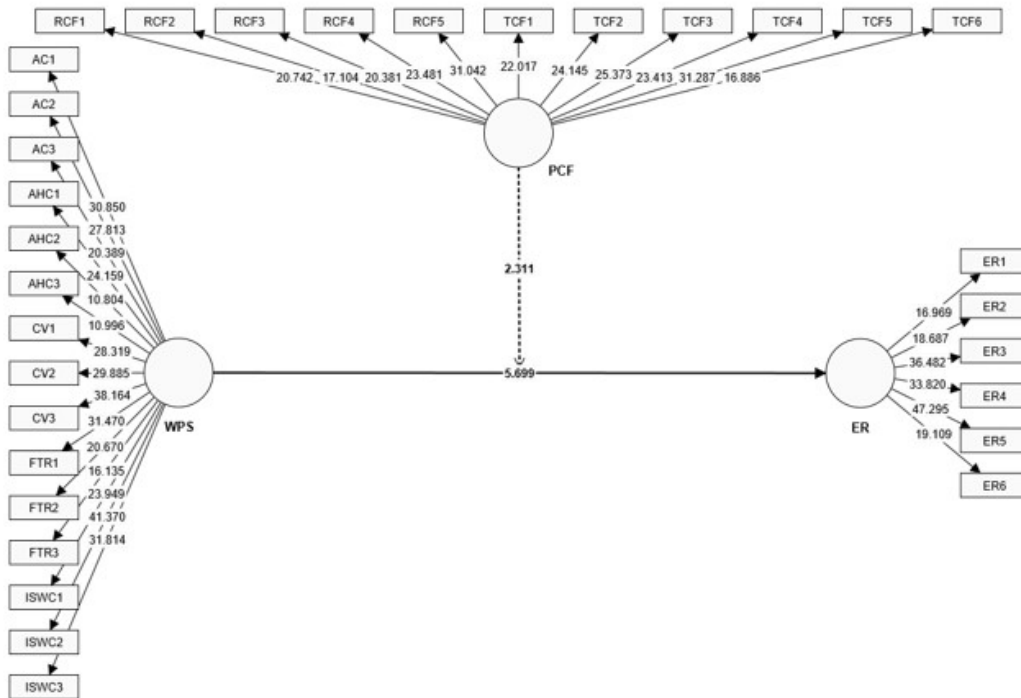 RCF1 RCF2 RCF3 RCF4 RCF5 TCF1 TCF2 TCF3 TCF4 TCF5 TCF6
20.742 17.104 20.381 23.481 31.042 22.017 24.145 25.373 23.413 31.287 16.886
PCF
2.311
5.699
AC1
AC2
AC3
AHC1
AHC2
AHC3
CV1
CV2
CV3
FTR1
FTR2
FTR3
ISWC1
ISWC2
ISWC3
30.850
27.813
20.389
24.159
10.804
10.996
28.319
29.885
38.164
31.470
20.670
16.135
23.949
41.370
31.814
WPS
ER
16.969
18.687
36.482
33.820
47.295
19.109
ER1
ER2
ER3
ER4
ER5
ER6